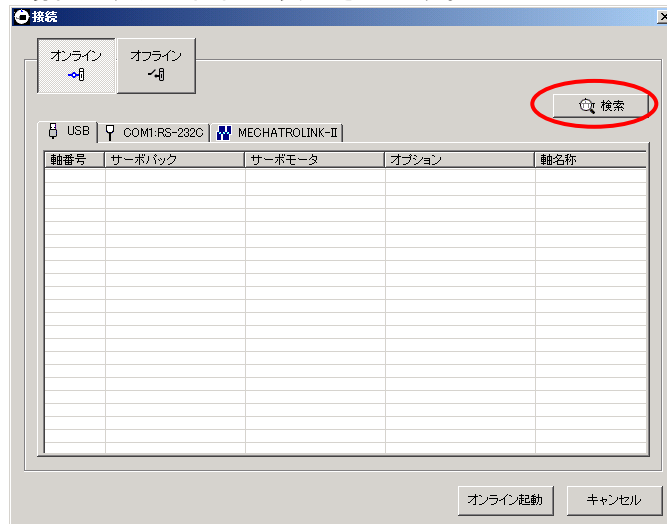 接続
オンライン オフライン
検索
USB COM1:RS-232C MECHATROLINK-Ⅱ
軸番号 サーボパック サーボモータ オプション 軸名称
オンライン起動 キャンセル